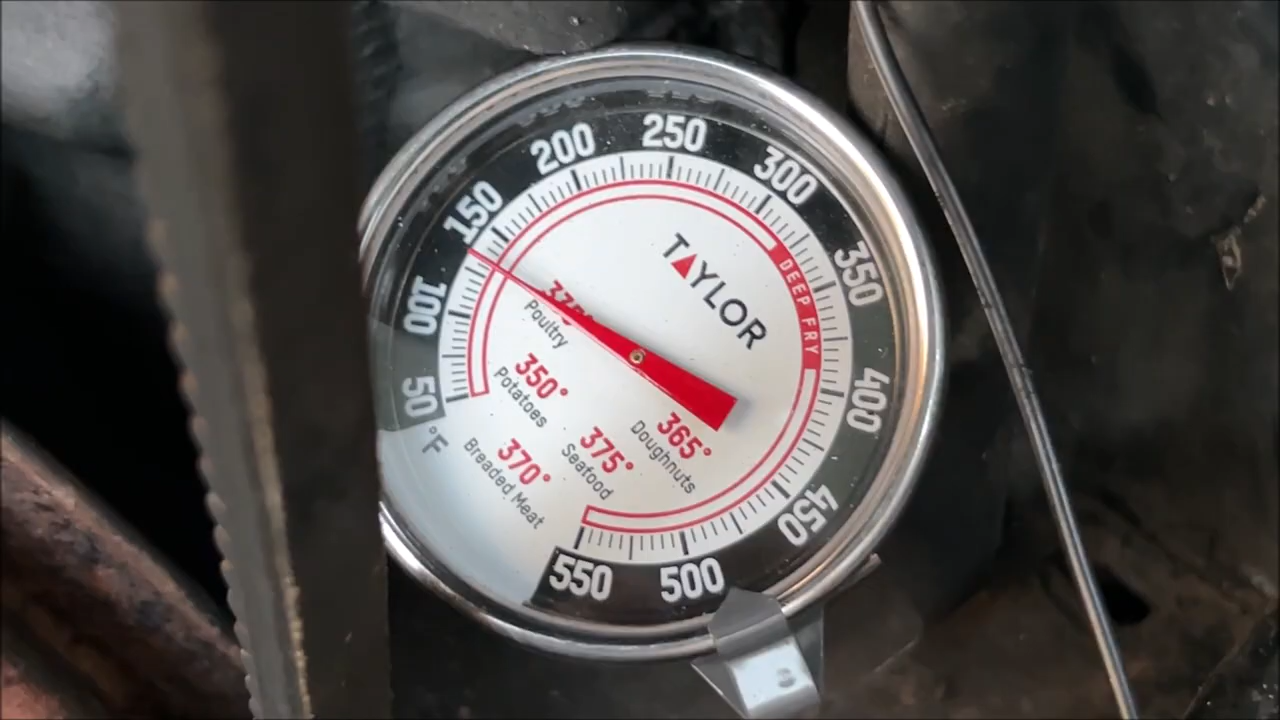 50
100
150
200
250
300
350
400
450
500
550
°F
TAYLOR
DEEP FRY
Poultry
350°
Potatoes
365°
Doughnuts
375°
Seafood
370°
Breaded Meat